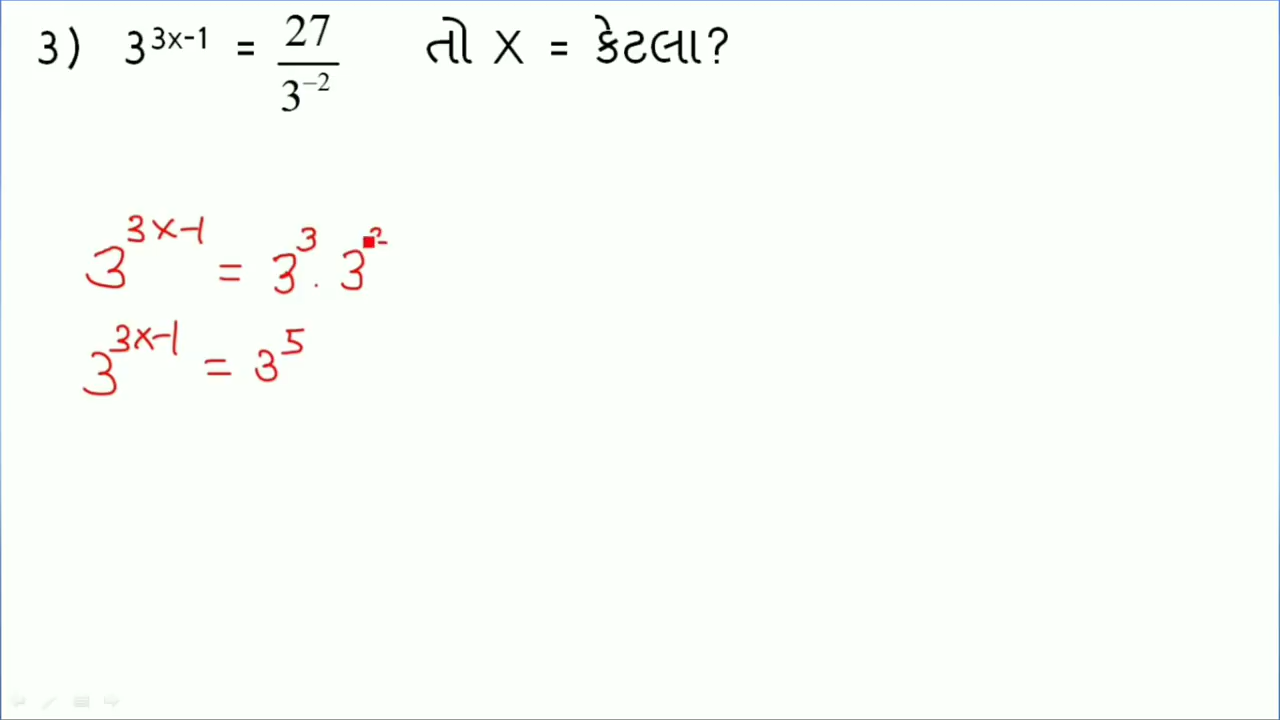 3) 3^{3x-1} = \frac{27}{3^{-2}} તો X = કેટલા?
3^{3x-1} = 3^3 . 3^2
3^{3x-1} = 3^5